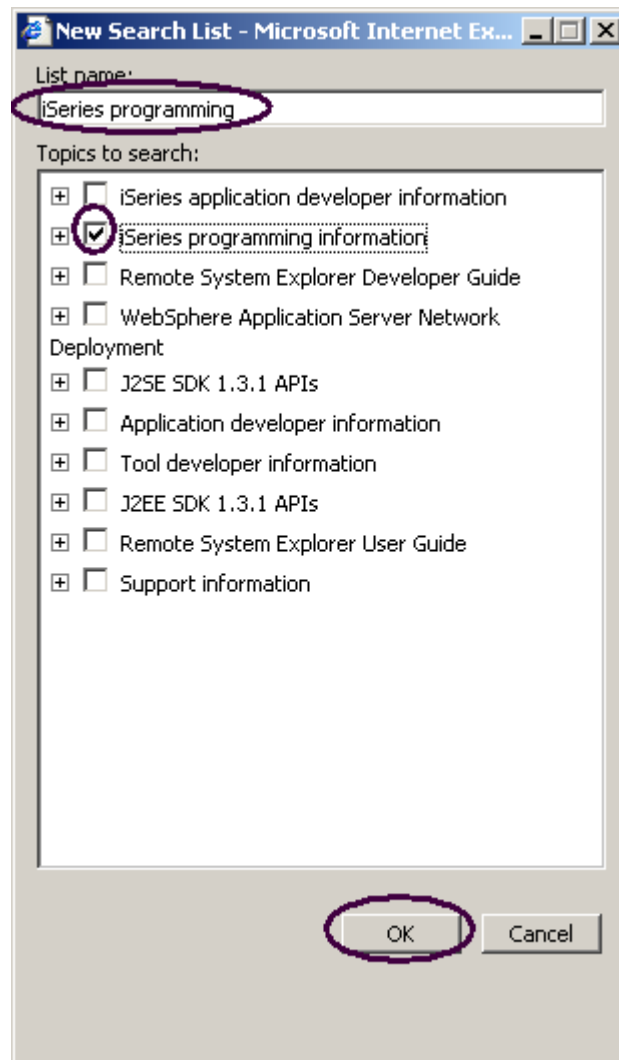 New Search List - Microsoft Internet Ex...
List name:
iSeries programming
Topics to search:
iSeries application developer information
iSeries programming information
Remote System Explorer Developer Guide
WebSphere Application Server Network
Deployment
J2SE SDK 1.3.1 APIs
Application developer information
Tool developer information
J2EE SDK 1.3.1 APIs
Remote System Explorer User Guide
Support information
OK Cancel